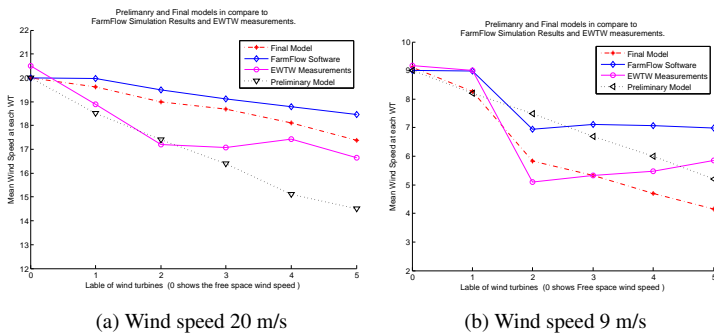 Prelimanry and Final models in compare to
FarmFlow Simulation Results and EWTW measurements.
22
21
20
19
18
17
16
15
14
13
12
Mean Wind Speed at each WT
Final Model
FarmFlow Software
EWTW Measurements
Preliminary Model
0 1 2 3 4 5
Lable of wind turbines (0 shows the free space wind speed )
(a) Wind speed 20 m/s
Prelimanry and Final models in compare to
FarmFlow Simulation Results and EWTW measurements.
10
9
8
7
6
5
4
3
2
Mean Wind Speed at each WT
Final Model
FarmFlow Software
EWTW Measurements
Preliminary Model
0 1 2 3 4 5
Lable of wind turbines (0 shows Free space wind speed )
(b) Wind speed 9 m/s